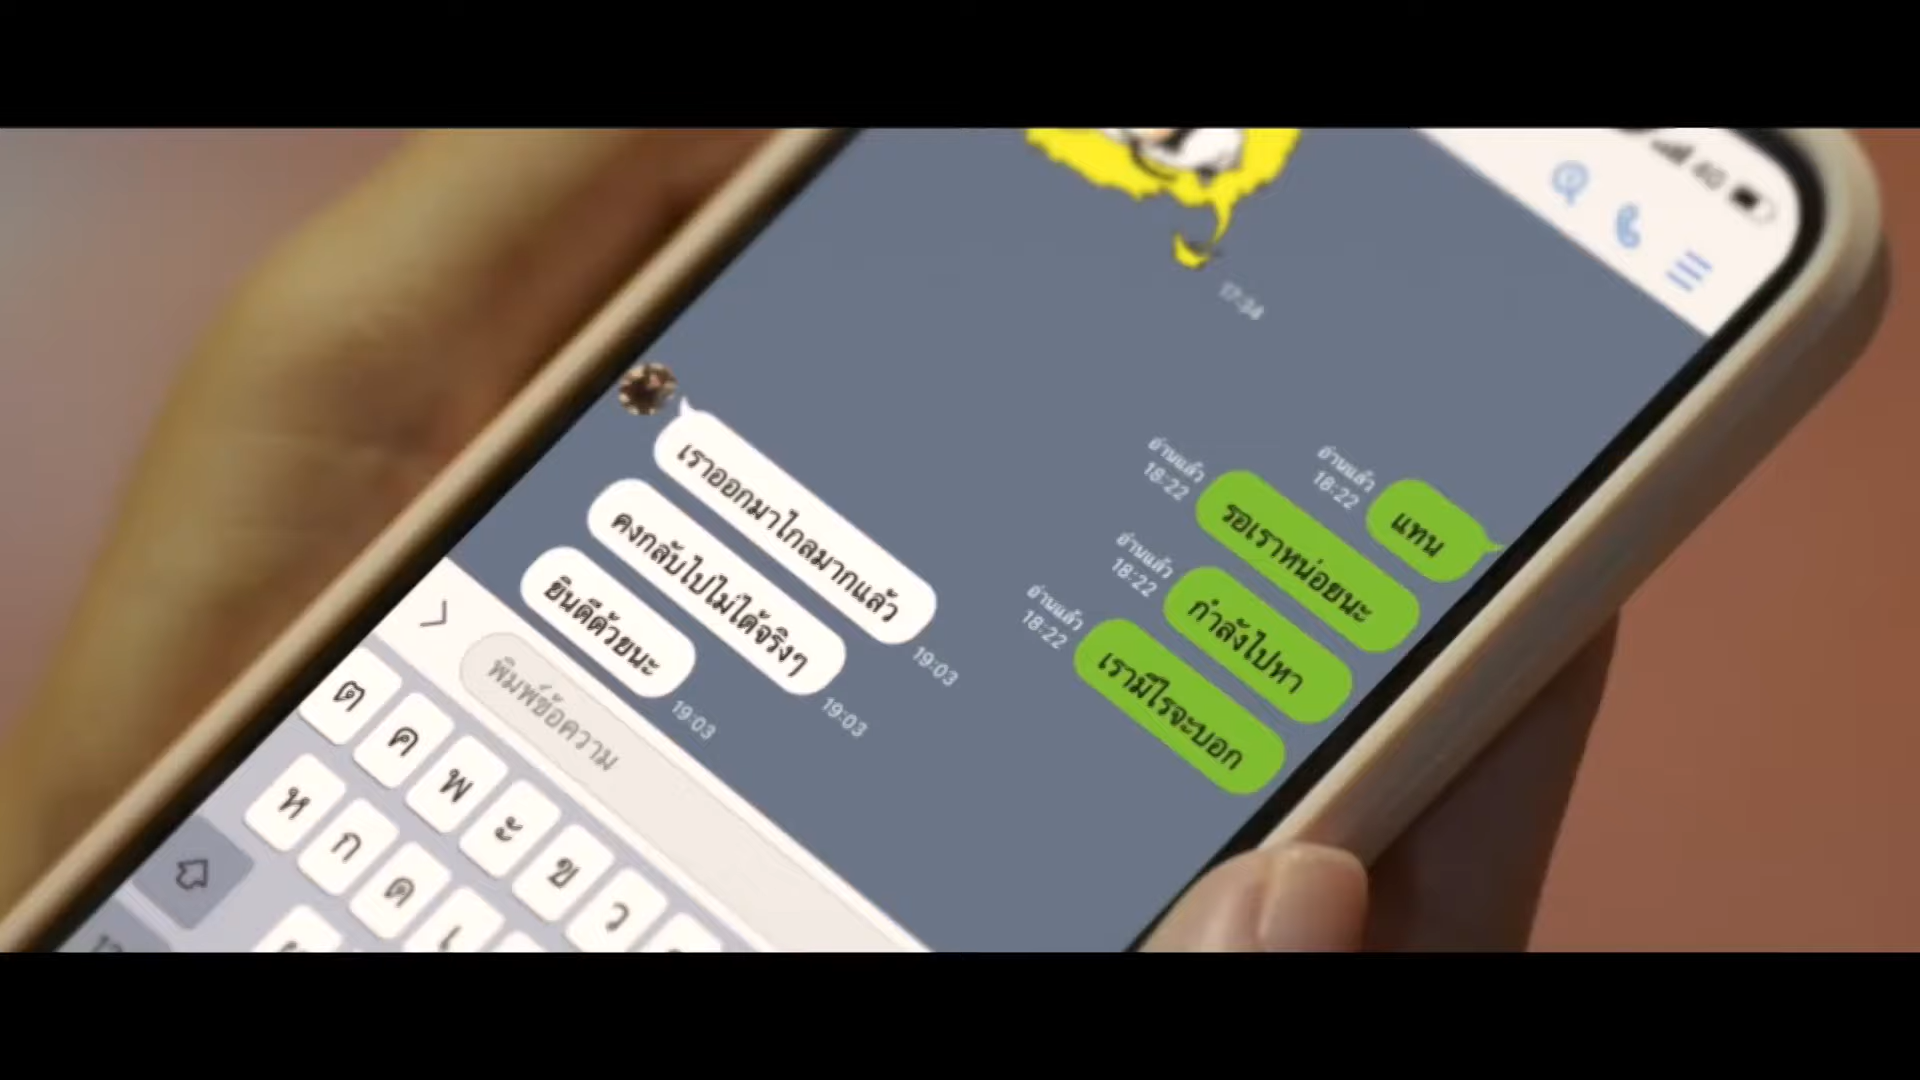 4G
17:34
แทน
อ่านแล้ว
18:22
รอเราหน่อยนะ
อ่านแล้ว
18:22
กำลังไปหา
อ่านแล้ว
18:22
เรามีไรจะบอก
อ่านแล้ว
18:22
เราออกมาไกลมากแล้ว
19:03
คงกลับไปไม่ได้จริงๆ
19:03
ยินดีด้วยนะ
19:03
พิมพ์ข้อความ
ต ค พ ะ ข ว
ห ก ด เ